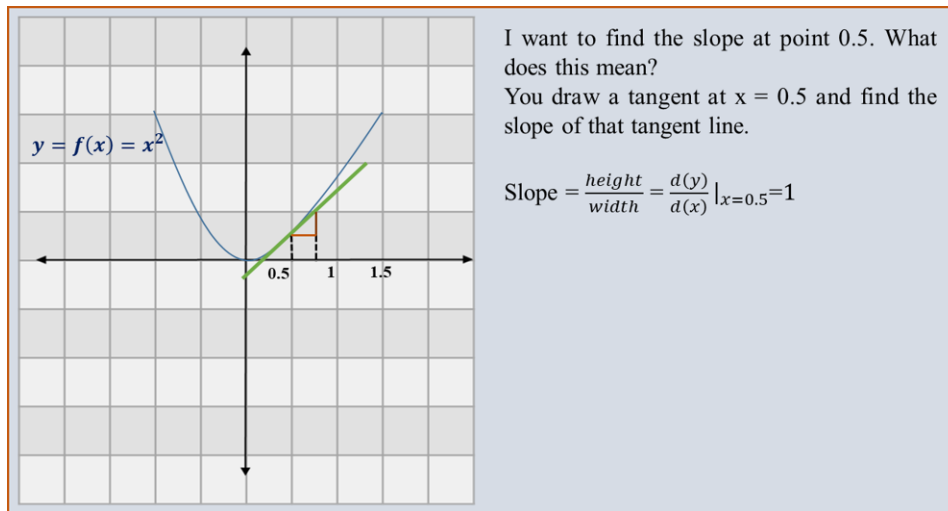 I want to find the slope at point 0.5. What
does this mean?
You draw a tangent at x = 0.5 and find the
slope of that tangent line.
y = f(x) = x²
Slope = height/width = d(y)/d(x) |x=0.5=1
0.5 1 1.5